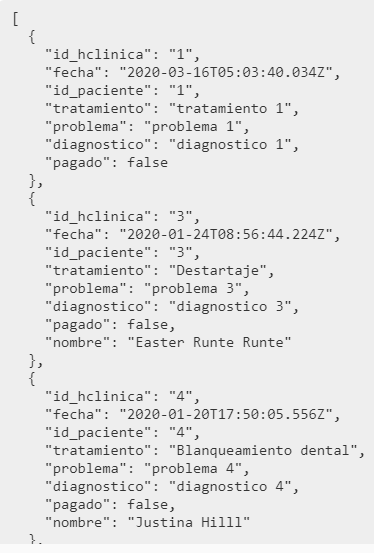 [
  {
    "id_hclinica": "1",
    "fecha": "2020-03-16T05:03:40.034Z",
    "id_paciente": "1",
    "tratamiento": "tratamiento 1",
    "problema": "problema 1",
    "diagnostico": "diagnostico 1",
    "pagado": false
  },
  {
    "id_hclinica": "3",
    "fecha": "2020-01-24T08:56:44.224Z",
    "id_paciente": "3",
    "tratamiento": "Destartaje",
    "problema": "problema 3",
    "diagnostico": "diagnostico 3",
    "pagado": false,
    "nombre": "Easter Runte Runte"
  },
  {
    "id_hclinica": "4",
    "fecha": "2020-01-20T17:50:05.556Z",
    "id_paciente": "4",
    "tratamiento": "Blanqueamiento dental",
    "problema": "problema 4",
    "diagnostico": "diagnostico 4",
    "pagado": false,
    "nombre": "Justina Hilll"
  },